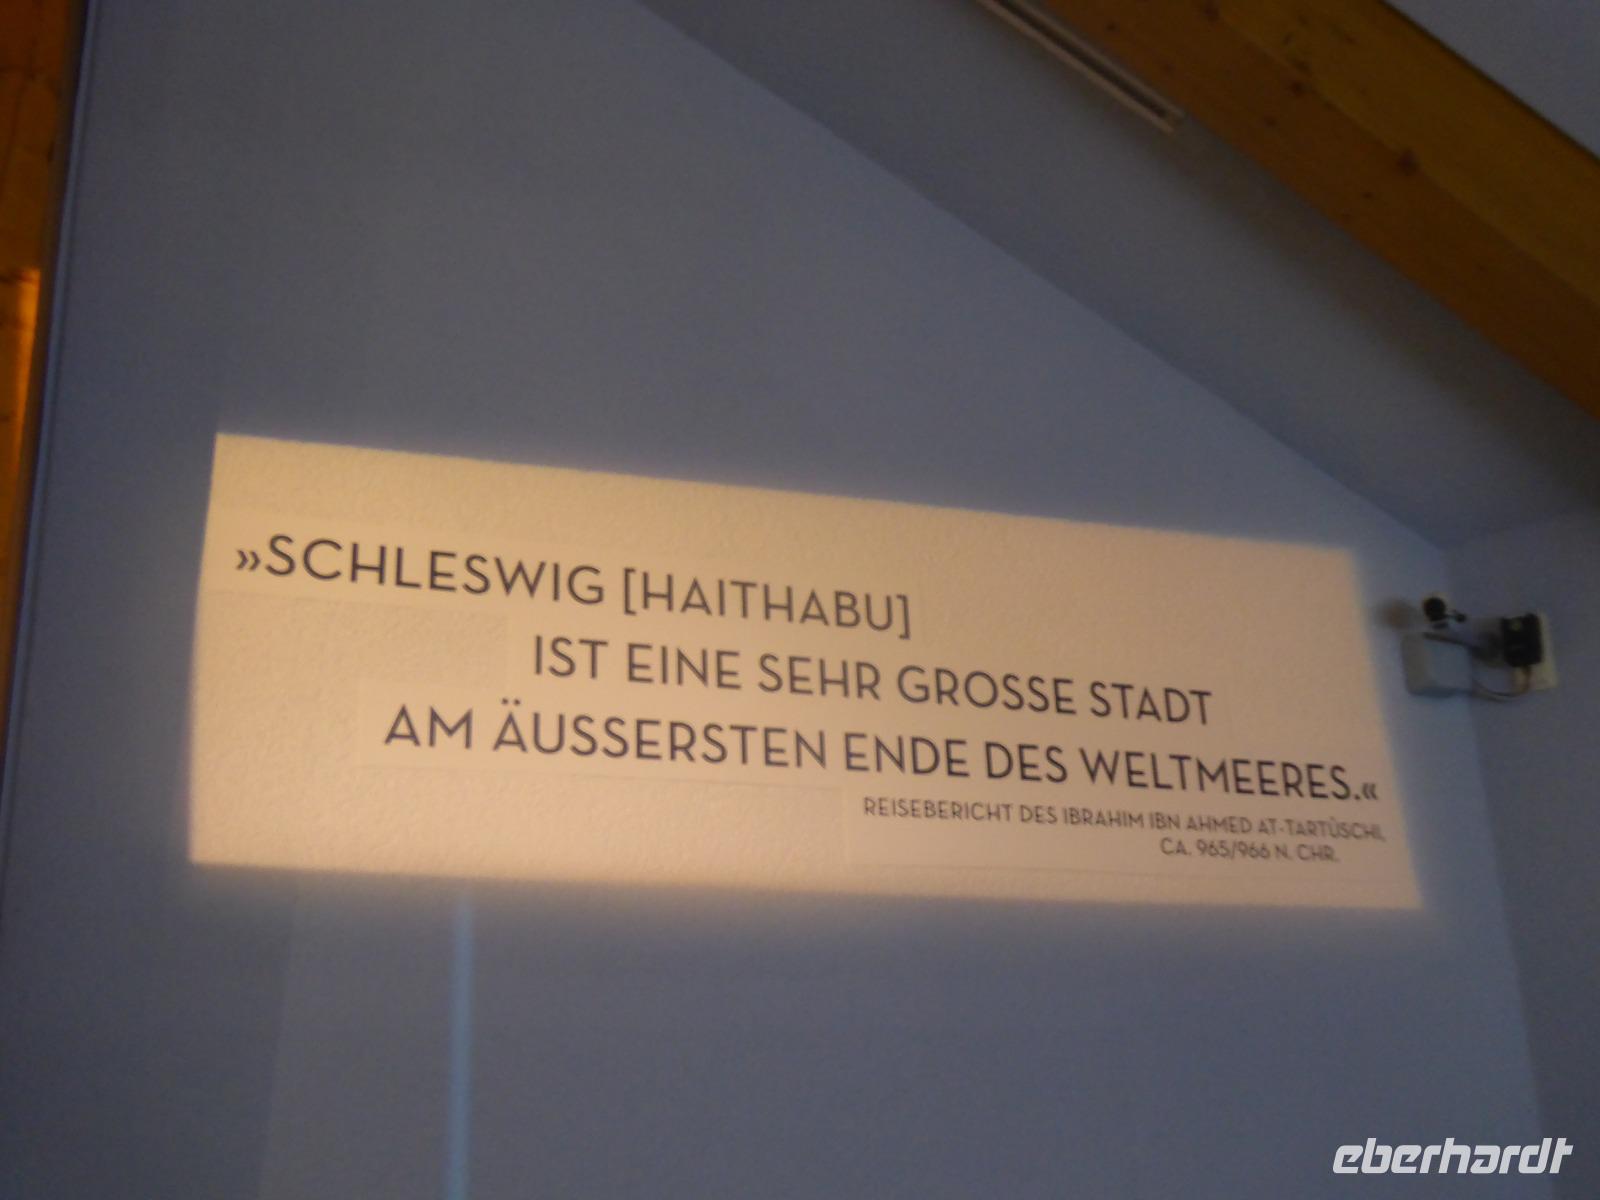 »SCHLESWIG [HAITHABU]
IST EINE SEHR GROSSE STADT
AM ÄUSSERSTEN ENDE DES WELTMEERES.«
REISEBERICHT DES IBRAHIM IBN AHMED AT-TARTÛSCHI,
CA. 965/966 N. CHR.
eberhardt